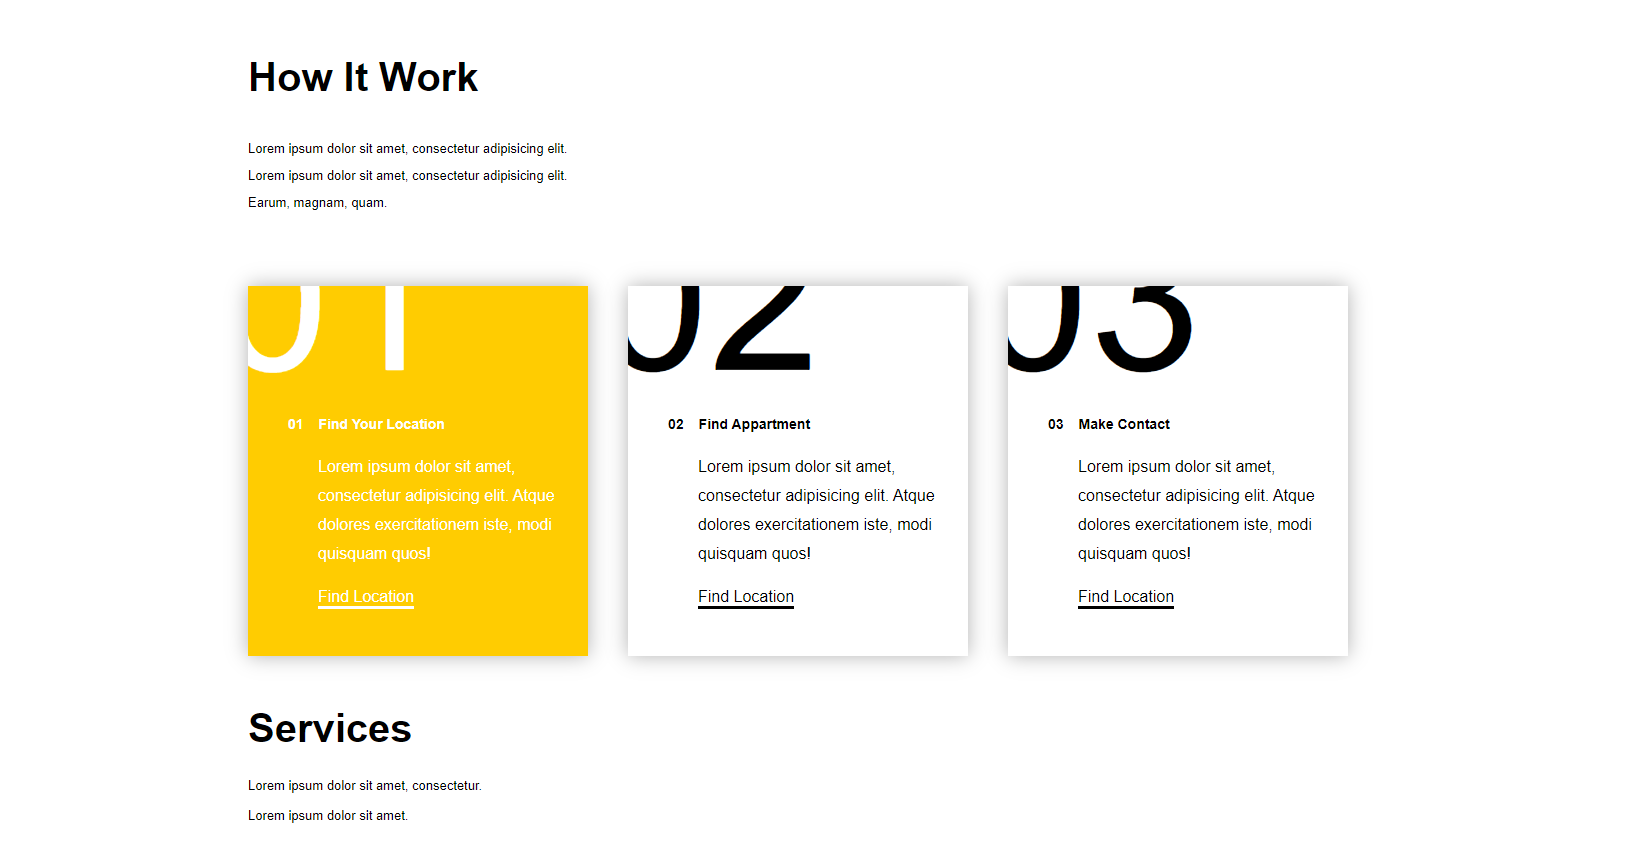 How It Work
Lorem ipsum dolor sit amet, consectetur adipisicing elit.
Lorem ipsum dolor sit amet, consectetur adipisicing elit.
Earum, magnam, quam.
01
01 Find Your Location
Lorem ipsum dolor sit amet,
consectetur adipisicing elit. Atque
dolores exercitationem iste, modi
quisquam quos!
Find Location
02
02 Find Appartment
Lorem ipsum dolor sit amet,
consectetur adipisicing elit. Atque
dolores exercitationem iste, modi
quisquam quos!
Find Location
03
03 Make Contact
Lorem ipsum dolor sit amet,
consectetur adipisicing elit. Atque
dolores exercitationem iste, modi
quisquam quos!
Find Location
Services
Lorem ipsum dolor sit amet, consectetur.
Lorem ipsum dolor sit amet.